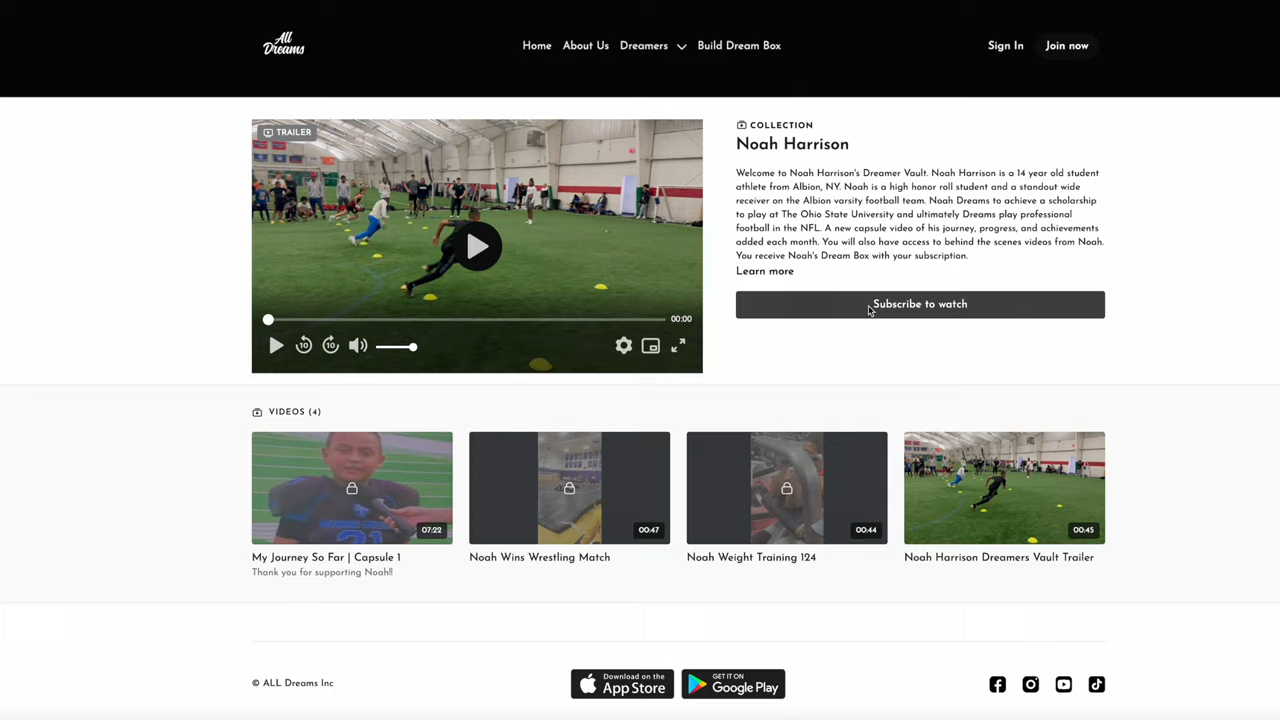 All
Dreams
Home About Us Dreamers Build Dream Box
Sign In Join now
TRAILER
00:00
10 10
COLLECTION
Noah Harrison
Welcome to Noah Harrison's Dreamer Vault. Noah Harrison is a 14 year old student
athlete from Albion, NY. Noah is a high honor roll student and a standout wide
receiver on the Albion varsity football team. Noah Dreams to achieve a scholarship
to play at The Ohio State University and ultimately Dreams play professional
football in the NFL. A new capsule video of his journey, progress, and achievements
added each month. You will also have access to behind the scenes videos from Noah.
You receive Noah's Dream Box with your subscription.
Learn more
Subscribe to watch
VIDEOS (4)
07:22
My Journey So Far | Capsule 1
Thank you for supporting Noah!!
00:47
Noah Wins Wrestling Match
00:44
Noah Weight Training 124
00:45
Noah Harrison Dreamers Vault Trailer
© ALL Dreams Inc
Download on the
App Store
GET IT ON
Google Play